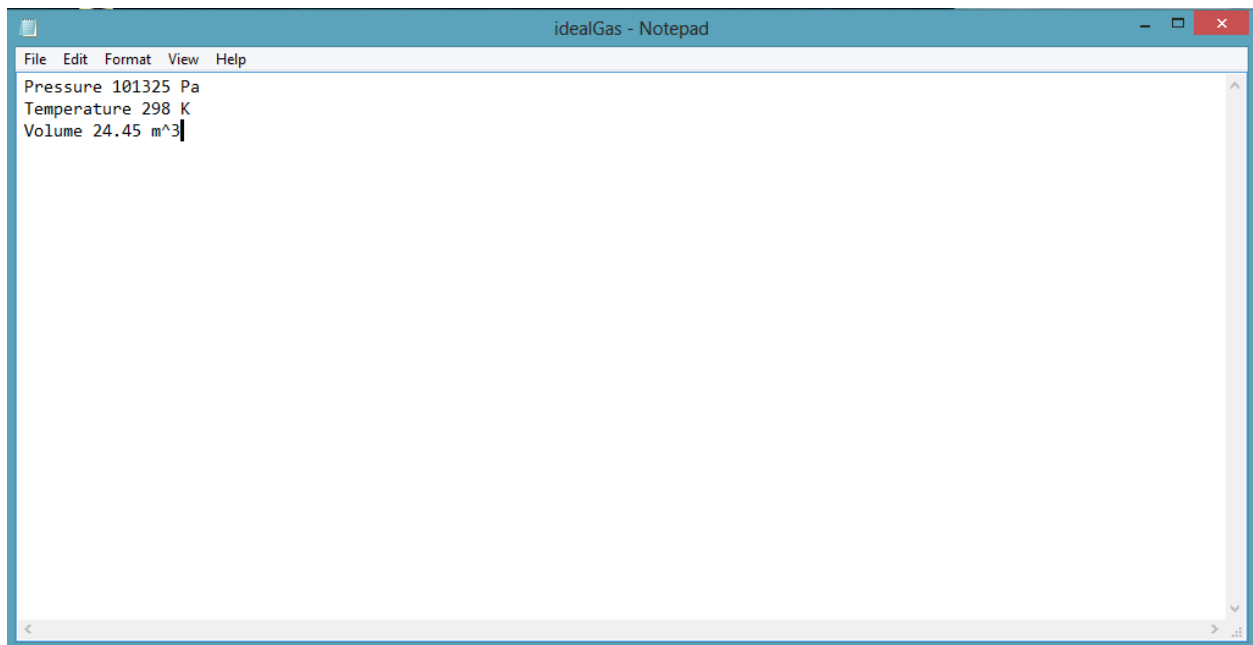 idealGas - Notepad
File Edit Format View Help
Pressure 101325 Pa
Temperature 298 K
Volume 24.45 m^3